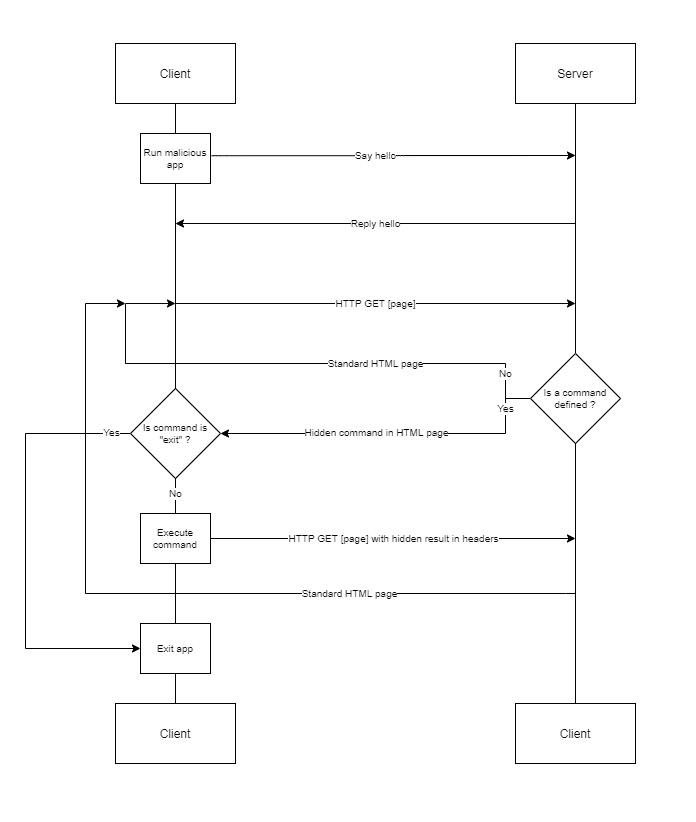 Client
Server
Run malicious
app
Say hello
Reply hello
HTTP GET [page]
Standard HTML page
No
Is a command
defined ?
Yes
Is command is
"exit" ?
Yes
Hidden command in HTML page
No
Execute
command
HTTP GET [page] with hidden result in headers
Standard HTML page
Exit app
Client
Client